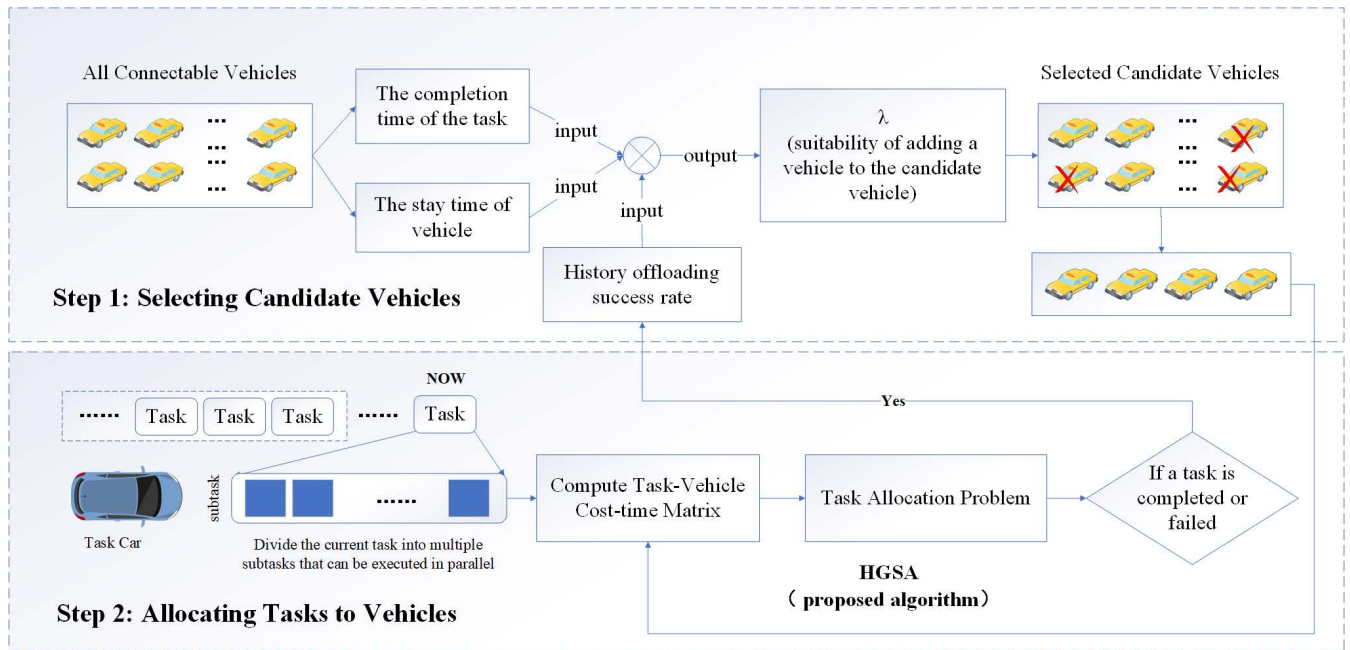 All Connectable Vehicles
...
...
...
...
The completion
time of the task
The stay time of
vehicle
input
input
input
History offloading
success rate
output
λ
(suitability of adding a
vehicle to the candidate
vehicle)
Selected Candidate Vehicles
...
...
...
...
Step 1: Selecting Candidate Vehicles
NOW
······
Task
Task
Task
······
Task
subtask
······
Task Car
Divide the current task into multiple
subtasks that can be executed in parallel
Compute Task-Vehicle
Cost-time Matrix
Task Allocation Problem
HGSA
（ proposed algorithm）
Yes
If a task is
completed or
failed
Step 2: Allocating Tasks to Vehicles